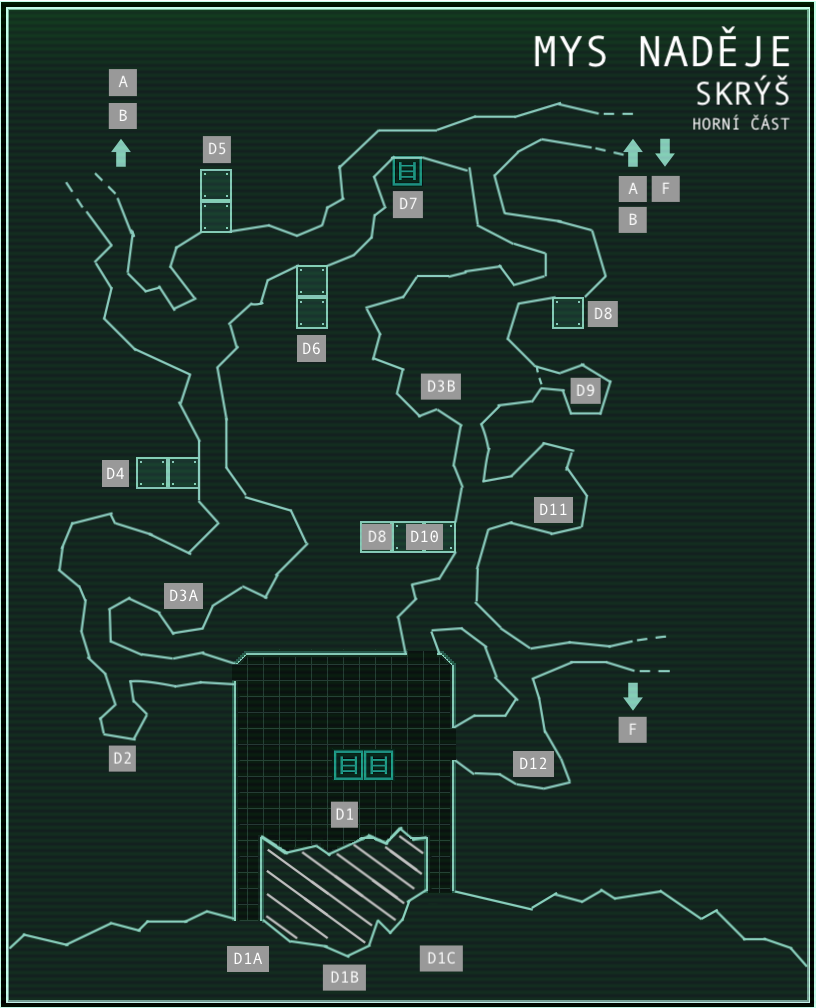 MYS NADĚJE
SKRÝŠ
HORNÍ ČÁST
A
B
D5
A
F
B
D7
D8
D6
D3B
D9
D4
D11
D8
D10
D3A
F
D2
D12
D1
D1A
D1C
D1B